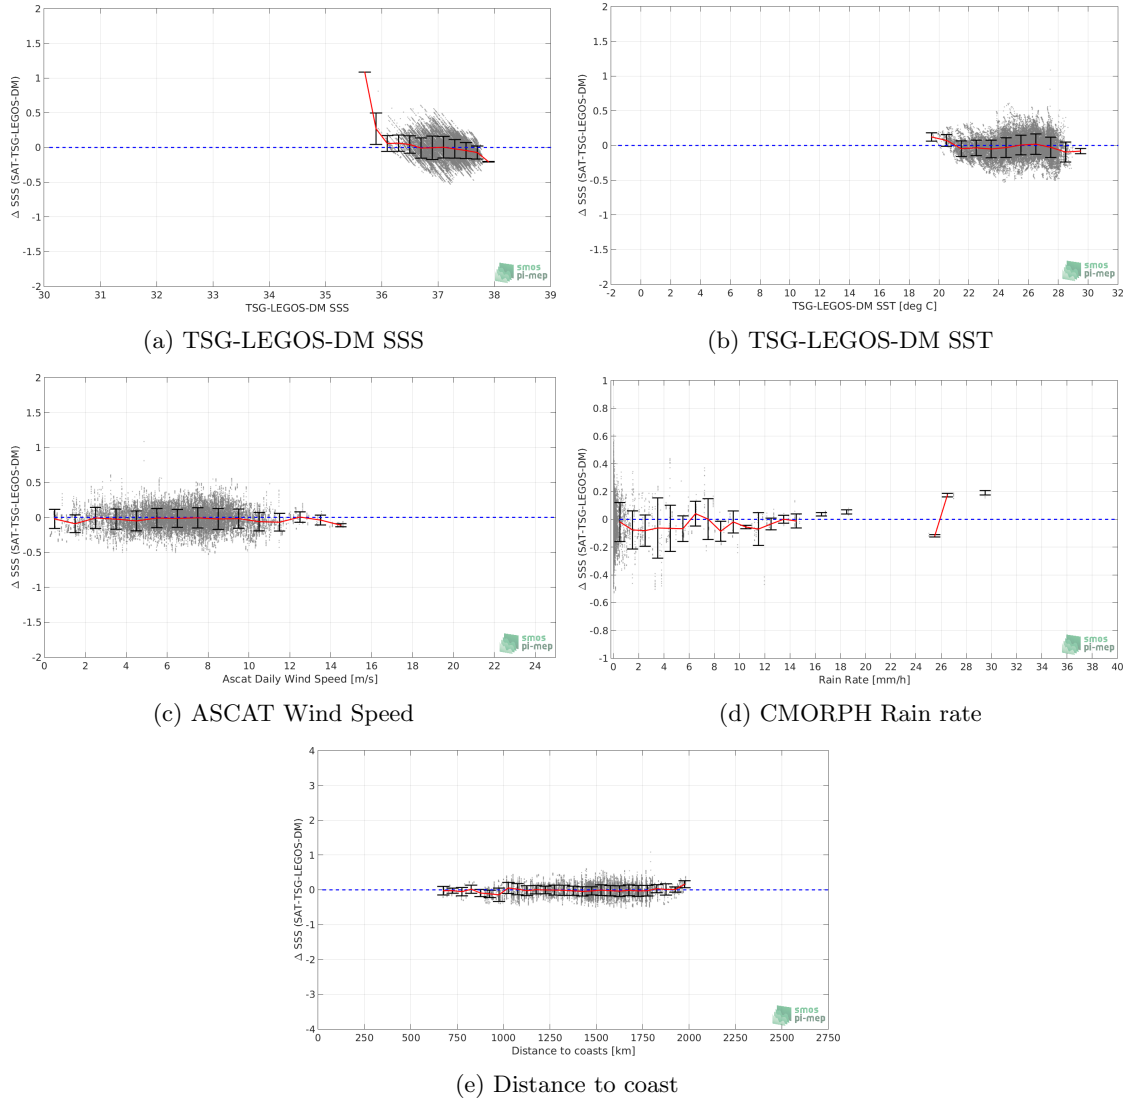 2
1.5
1
0.5
0
-0.5
-1
-1.5
-2
Δ SSS (SAT-TSG-LEGOS-DM)
30 31 32 33 34 35 36 37 38 39
TSG-LEGOS-DM SSS
smos
pi-mep
(a) TSG-LEGOS-DM SSS
2
1.5
1
0.5
0
-0.5
-1
-1.5
-2
Δ SSS (SAT-TSG-LEGOS-DM)
-2 0 2 4 6 8 10 12 14 16 18 20 22 24 26 28 30 32
TSG-LEGOS-DM SST [deg C]
smos
pi-mep
(b) TSG-LEGOS-DM SST
2
1.5
1
0.5
0
-0.5
-1
-1.5
-2
Δ SSS (SAT-TSG-LEGOS-DM)
0 2 4 6 8 10 12 14 16 18 20 22 24
Ascat Daily Wind Speed [m/s]
smos
pi-mep
(c) ASCAT Wind Speed
1
0.8
0.6
0.4
0.2
0
-0.2
-0.4
-0.6
-0.8
-1
Δ SSS (SAT-TSG-LEGOS-DM)
0 2 4 6 8 10 12 14 16 18 20 22 24 26 28 30 32 34 36 38 40
Rain Rate [mm/h]
smos
pi-mep
(d) CMORPH Rain rate
4
3
2
1
0
-1
-2
-3
-4
Δ SSS (SAT-TSG-LEGOS-DM)
0 250 500 750 1000 1250 1500 1750 2000 2250 2500 2750
Distance to coasts [km]
smos
pi-mep
(e) Distance to coast